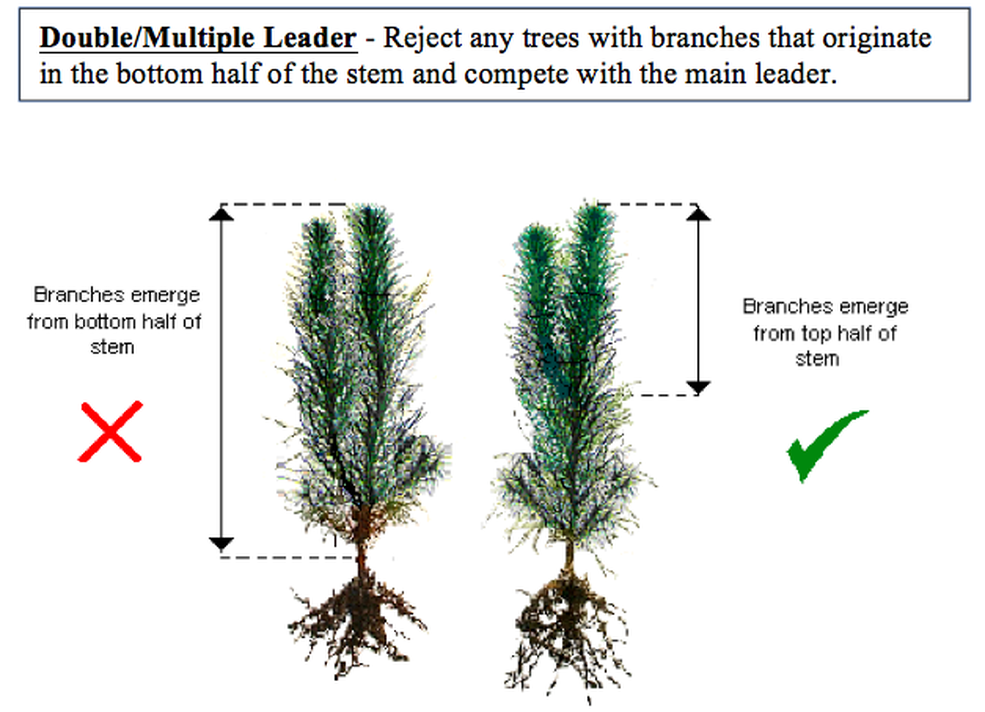 Double/Multiple Leader - Reject any trees with branches that originate
in the bottom half of the stem and compete with the main leader.
Branches emerge
from bottom half of
stem
Branches emerge
from top half of
stem